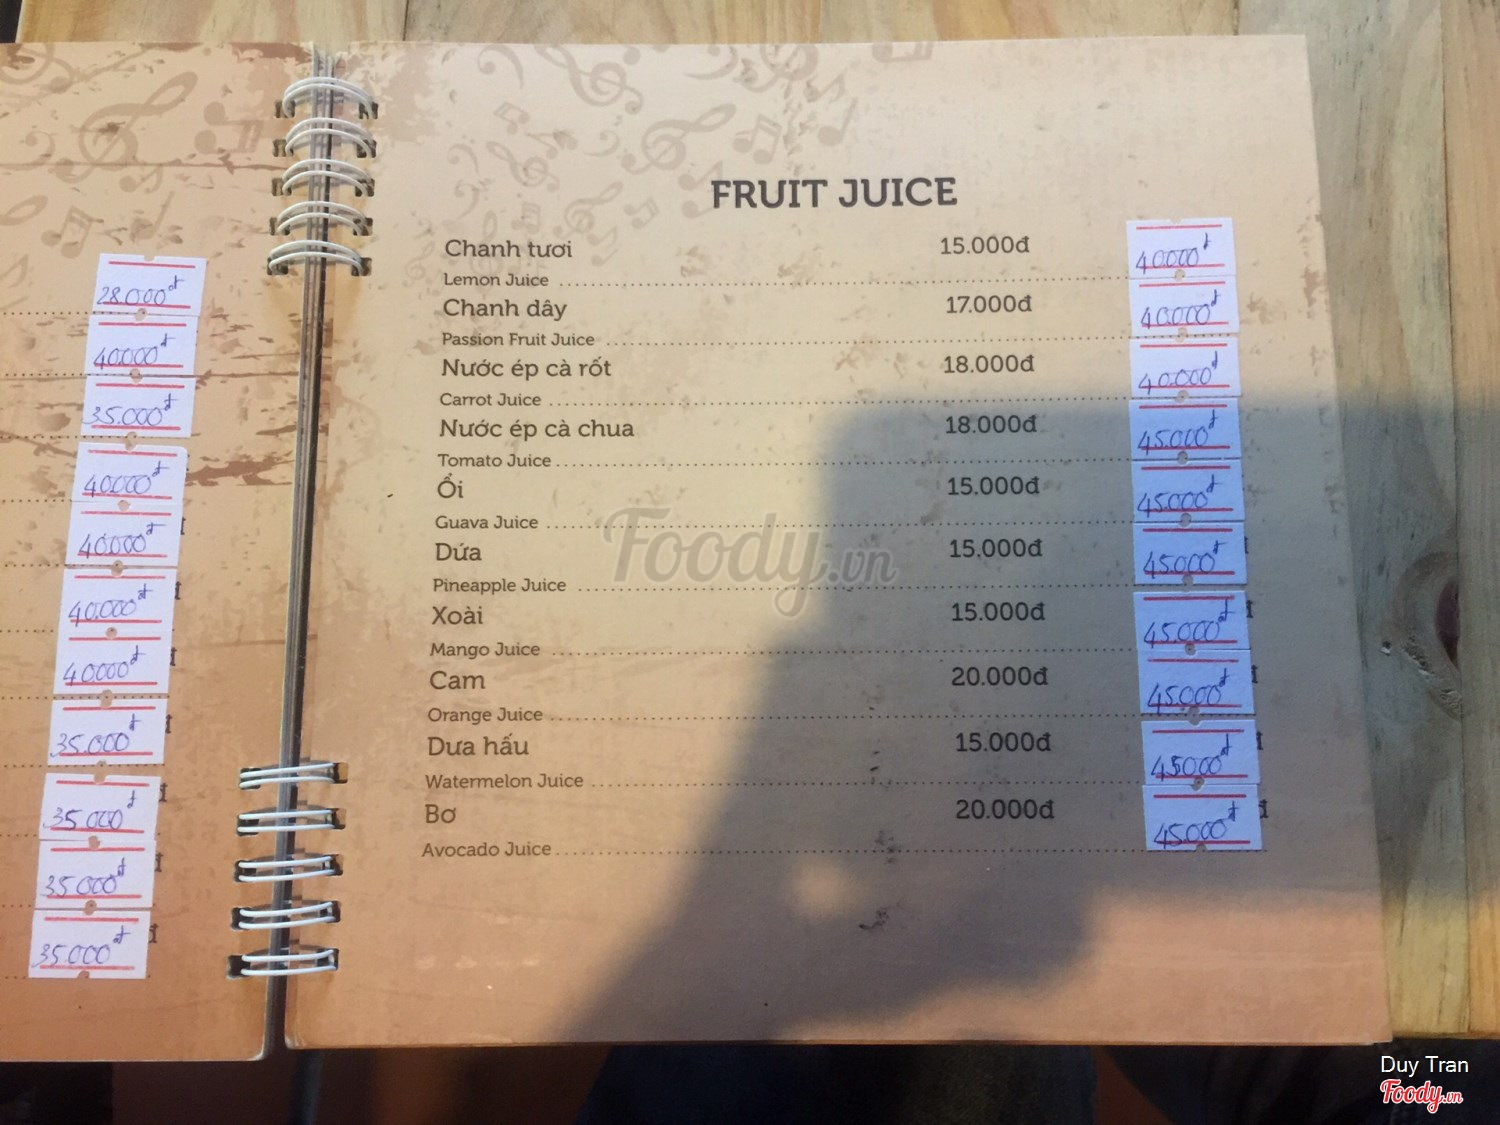 28.000đ
40.000đ
35.000đ
40.000đ
40.000đ
40.000đ
40.000đ
35.000đ
35.000đ
35.000đ
35.000đ
FRUIT JUICE
Chanh tươi 15.000đ 40.000đ
Lemon Juice
Chanh dây 17.000đ 40.000đ
Passion Fruit Juice
Nước ép cà rốt 18.000đ 40.000đ
Carrot Juice
Nước ép cà chua 18.000đ 45.000đ
Tomato Juice
Ổi 15.000đ 45.000đ
Guava Juice
Dứa 15.000đ 45.000đ
Pineapple Juice
Xoài 15.000đ 45.000đ
Mango Juice
Cam 20.000đ 45.000đ
Orange Juice
Dưa hấu 15.000đ 45.000đ
Watermelon Juice
Bơ 20.000đ 45.000đ
Avocado Juice
Foody.vn
Duy Tran
Foody.vn